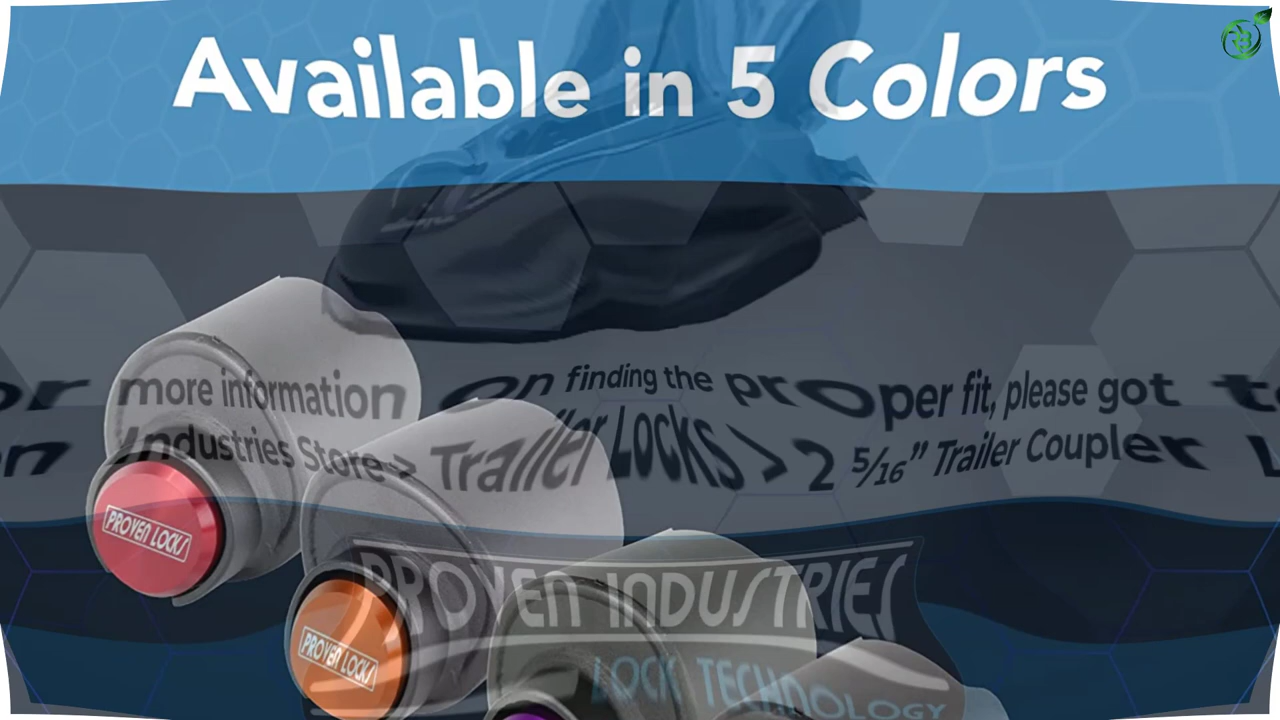 Available in 5 Colors
or more information on finding the proper fit, please got to
Industries Store > Trailer Locks > 2 5/16" Trailer Coupler
PROVEN LOCKS
PROVEN LOCKS
PROVEN INDUSTRIES
LOCK TECHNOLOGY